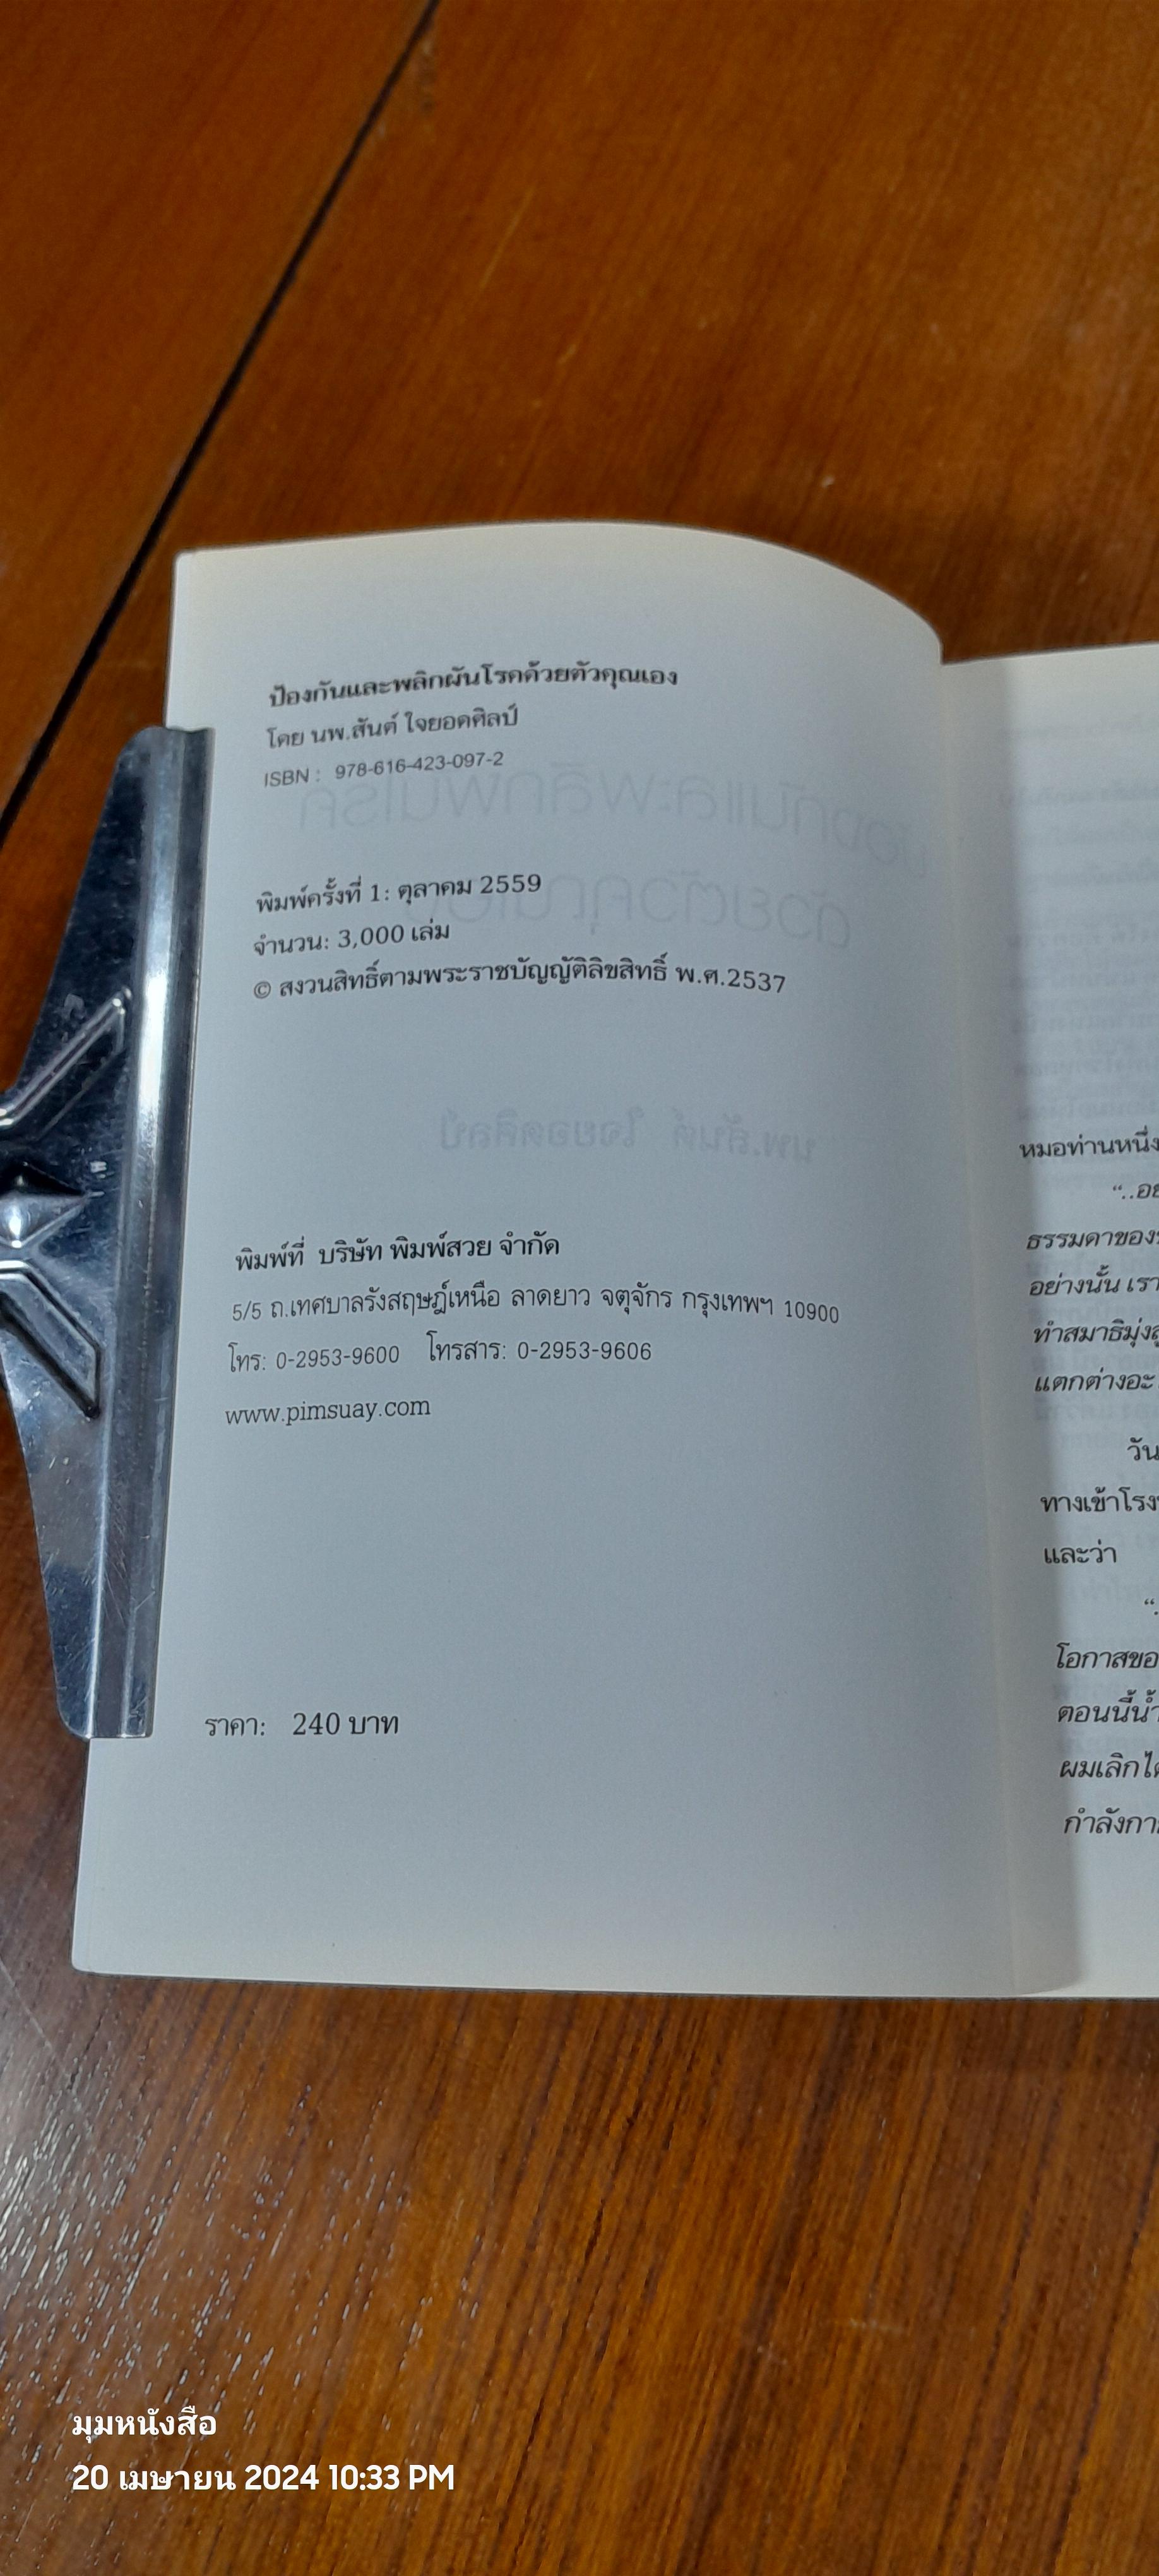 ป้องกันและพลิกผันโรคด้วยตัวคุณเอง
โดย นพ.สันต์ ใจยอดศิลป์
ISBN : 978-616-423-097-2
พิมพ์ครั้งที่ 1: ตุลาคม 2559
จำนวน: 3,000 เล่ม
© สงวนสิทธิ์ตามพระราชบัญญัติลิขสิทธิ์ พ.ศ.2537
พิมพ์ที่ บริษัท พิมพ์สวย จำกัด
5/5 ถ.เทศบาลรังสฤษฎ์เหนือ ลาดยาว จตุจักร กรุงเทพฯ 10900
โทร: 0-2953-9600 โทรสาร: 0-2953-9606
www.pimsuay.com
ราคา: 240 บาท
หมอท่านหนึ่ง
“..อย
ธรรมดาของ
อย่างนั้น เรา
ทำสมาธิมุ่งสู
แตกต่างอะ
วัน
ทางเข้าโรง
และว่า
“.
โอกาสขอ
ตอนนี้น้ำ
ผมเลิกได
กำลังกา
มุมหนังสือ
20 เมษายน 2024 10:33 PM